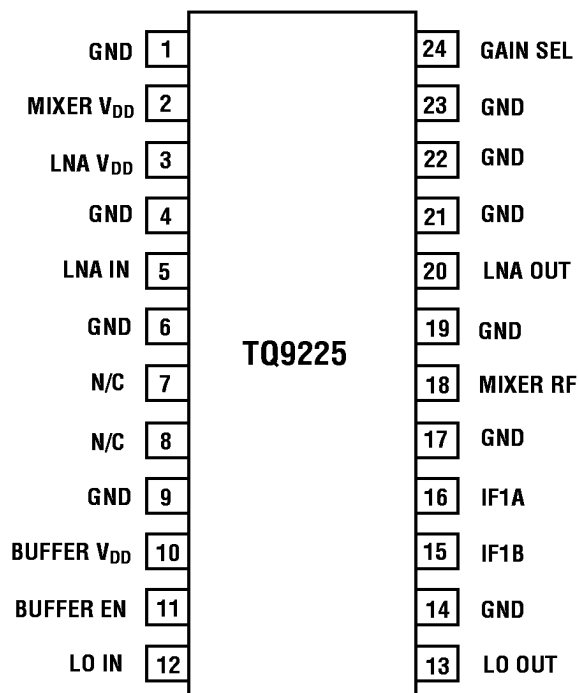 GND 1 24 GAIN SEL
MIXER VDD 2 23 GND
LNA VDD 3 22 GND
GND 4 21 GND
LNA IN 5 20 LNA OUT
GND 6 19 GND
TQ9225
N/C 7 18 MIXER RF
N/C 8 17 GND
GND 9 16 IF1A
BUFFER VDD 10 15 IF1B
BUFFER EN 11 14 GND
LO IN 12 13 LO OUT